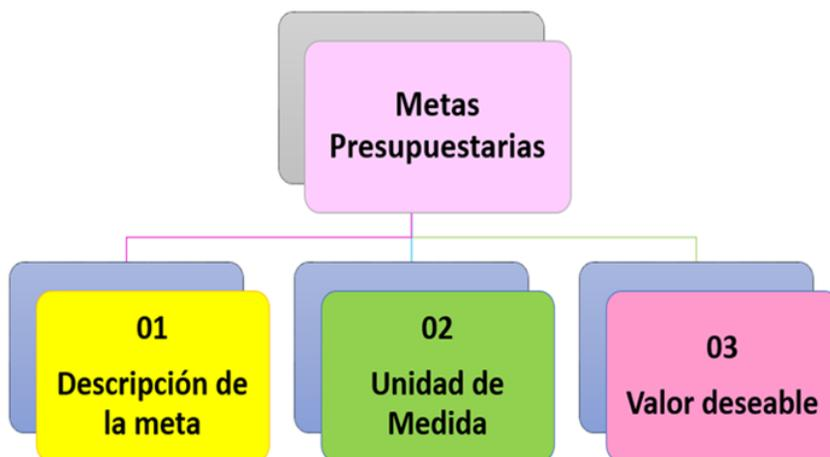 Metas
Presupuestarias
01
Descripción de
la meta
02
Unidad de
Medida
03
Valor deseable